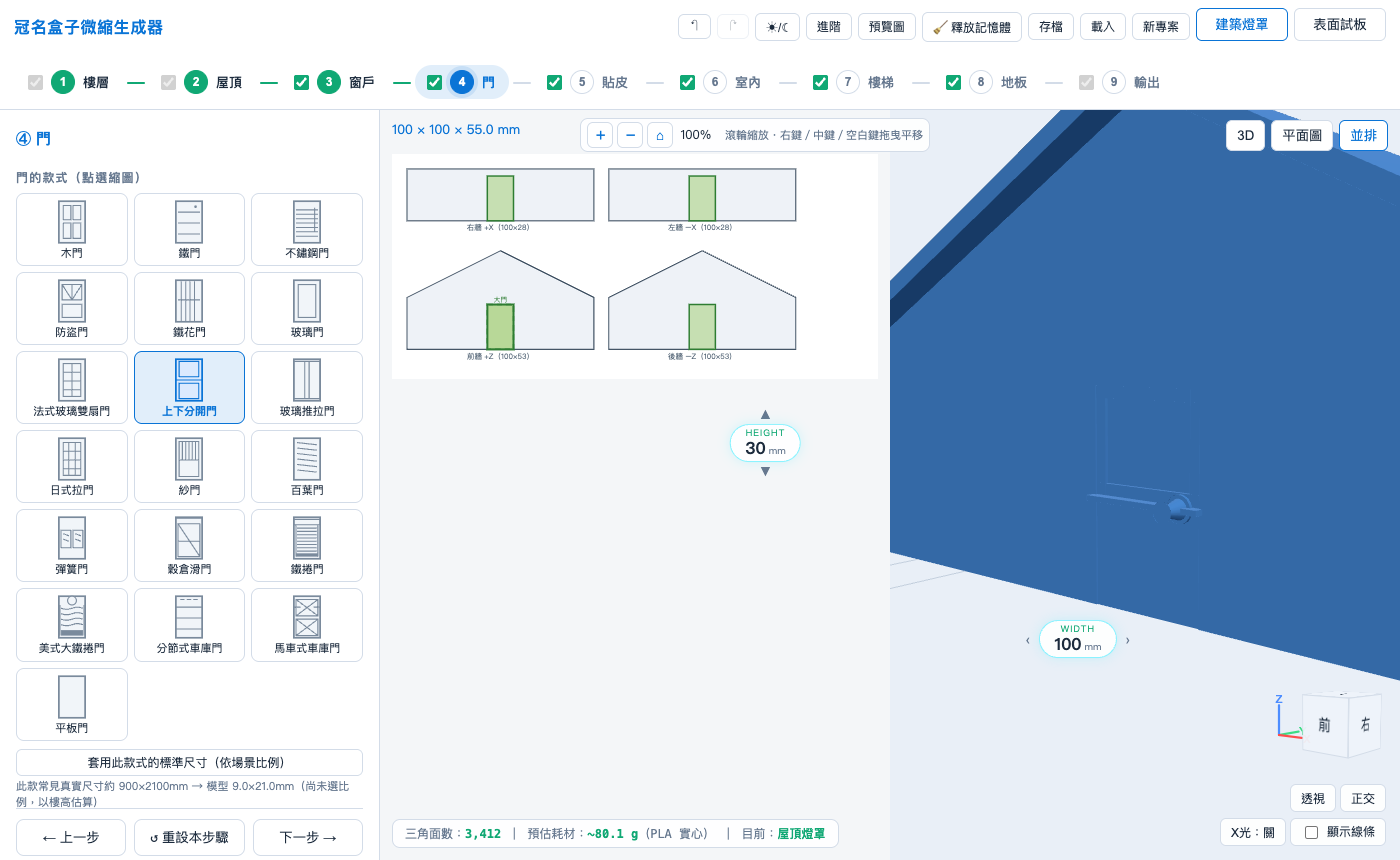 冠名盒子微縮生成器
進階
預覽圖
🧹 釋放記憶體
存檔
載入
新專案
建築燈罩
表面試板
1 樓層
2 屋頂
3 窗戶
4 門
5 貼皮
6 室內
7 樓梯
8 地板
9 輸出
④ 門
門的款式（點選縮圖）
木門
鐵門
不鏽鋼門
防盜門
鐵花門
玻璃門
法式玻璃雙扇門
上下分開門
玻璃推拉門
日式拉門
紗門
百葉門
彈簧門
穀倉滑門
鐵捲門
美式大鐵捲門
分節式車庫門
馬車式車庫門
平板門
套用此款式的標準尺寸（依場景比例）
此款常見真實尺寸約 900×2100mm → 模型 9.0×21.0mm（尚未選比
例，以樓高估算）
← 上一步
↺ 重設本步驟
下一步 →
100 × 100 × 55.0 mm
+
−
⌂
100%
滾輪縮放・右鍵 / 中鍵 / 空白鍵拖曳平移
3D
平面圖
並排
右牆 +X（100×28）
左牆 −X（100×28）
大門
前牆 +Z（100×53）
後牆 −Z（100×53）
HEIGHT
30 mm
WIDTH
100 mm
Z
前
右
透視
正交
X光：關
顯示線條
三角面數：3,412 | 預估耗材：~80.1 g (PLA 實心) | 目前：屋頂燈罩